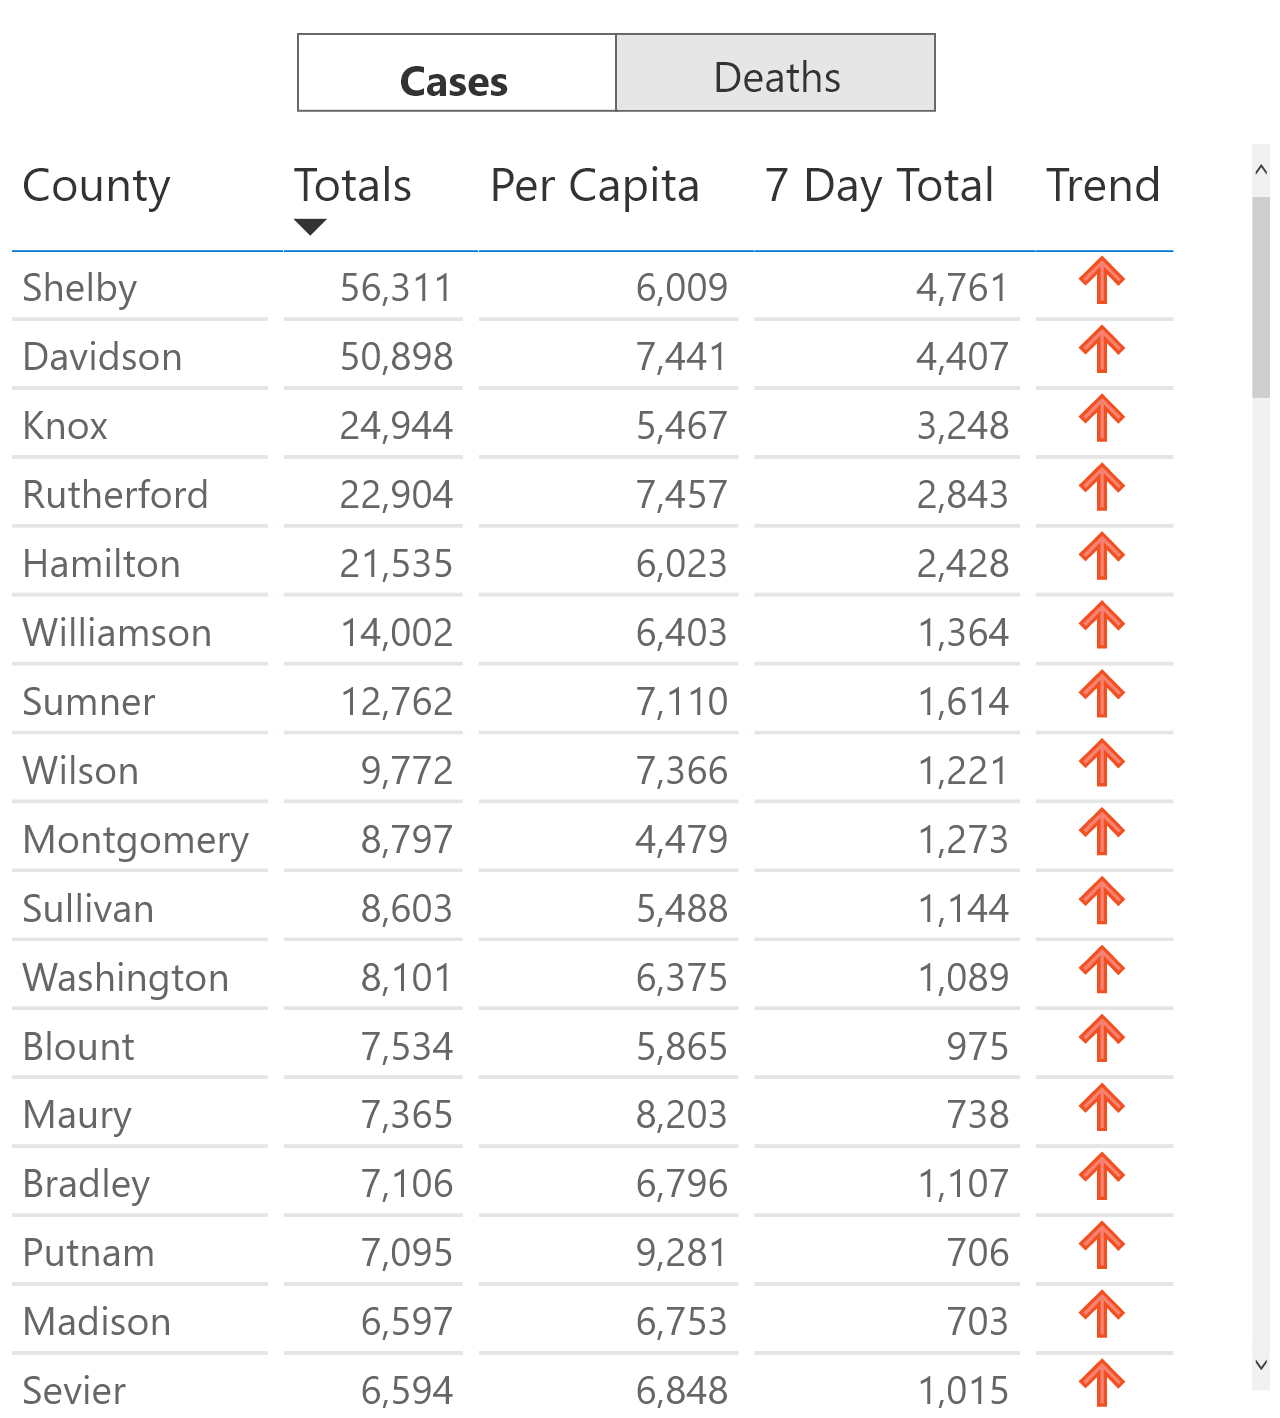 Cases Deaths
County Totals Per Capita 7 Day Total Trend
Shelby 56,311 6,009 4,761
Davidson 50,898 7,441 4,407
Knox 24,944 5,467 3,248
Rutherford 22,904 7,457 2,843
Hamilton 21,535 6,023 2,428
Williamson 14,002 6,403 1,364
Sumner 12,762 7,110 1,614
Wilson 9,772 7,366 1,221
Montgomery 8,797 4,479 1,273
Sullivan 8,603 5,488 1,144
Washington 8,101 6,375 1,089
Blount 7,534 5,865 975
Maury 7,365 8,203 738
Bradley 7,106 6,796 1,107
Putnam 7,095 9,281 706
Madison 6,597 6,753 703
Sevier 6,594 6,848 1,015